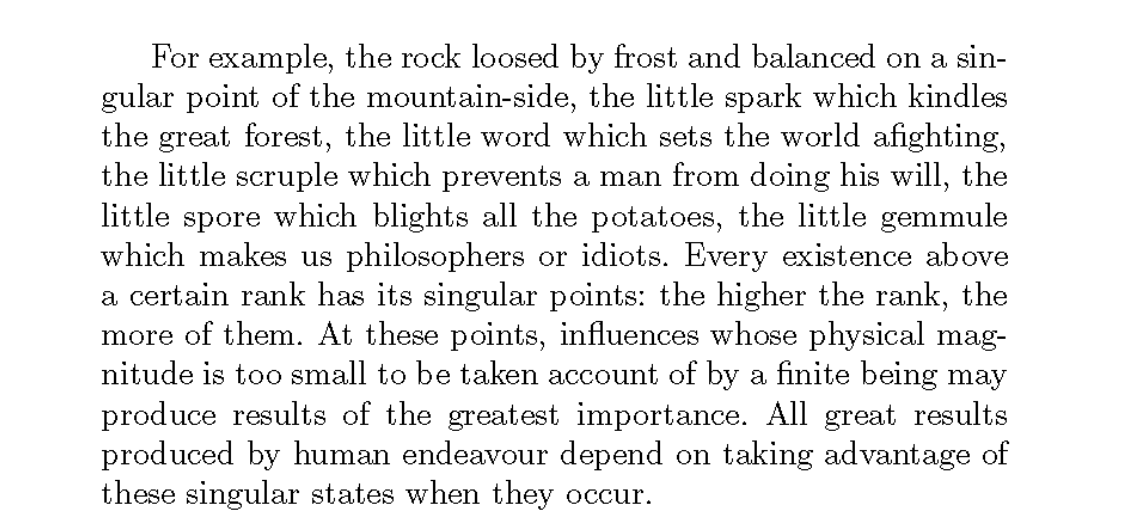 For example, the rock loosed by frost and balanced on a sin-
gular point of the mountain-side, the little spark which kindles
the great forest, the little word which sets the world afighting,
the little scruple which prevents a man from doing his will, the
little spore which blights all the potatoes, the little gemmule
which makes us philosophers or idiots. Every existence above
a certain rank has its singular points: the higher the rank, the
more of them. At these points, influences whose physical mag-
nitude is too small to be taken account of by a finite being may
produce results of the greatest importance. All great results
produced by human endeavour depend on taking advantage of
these singular states when they occur.